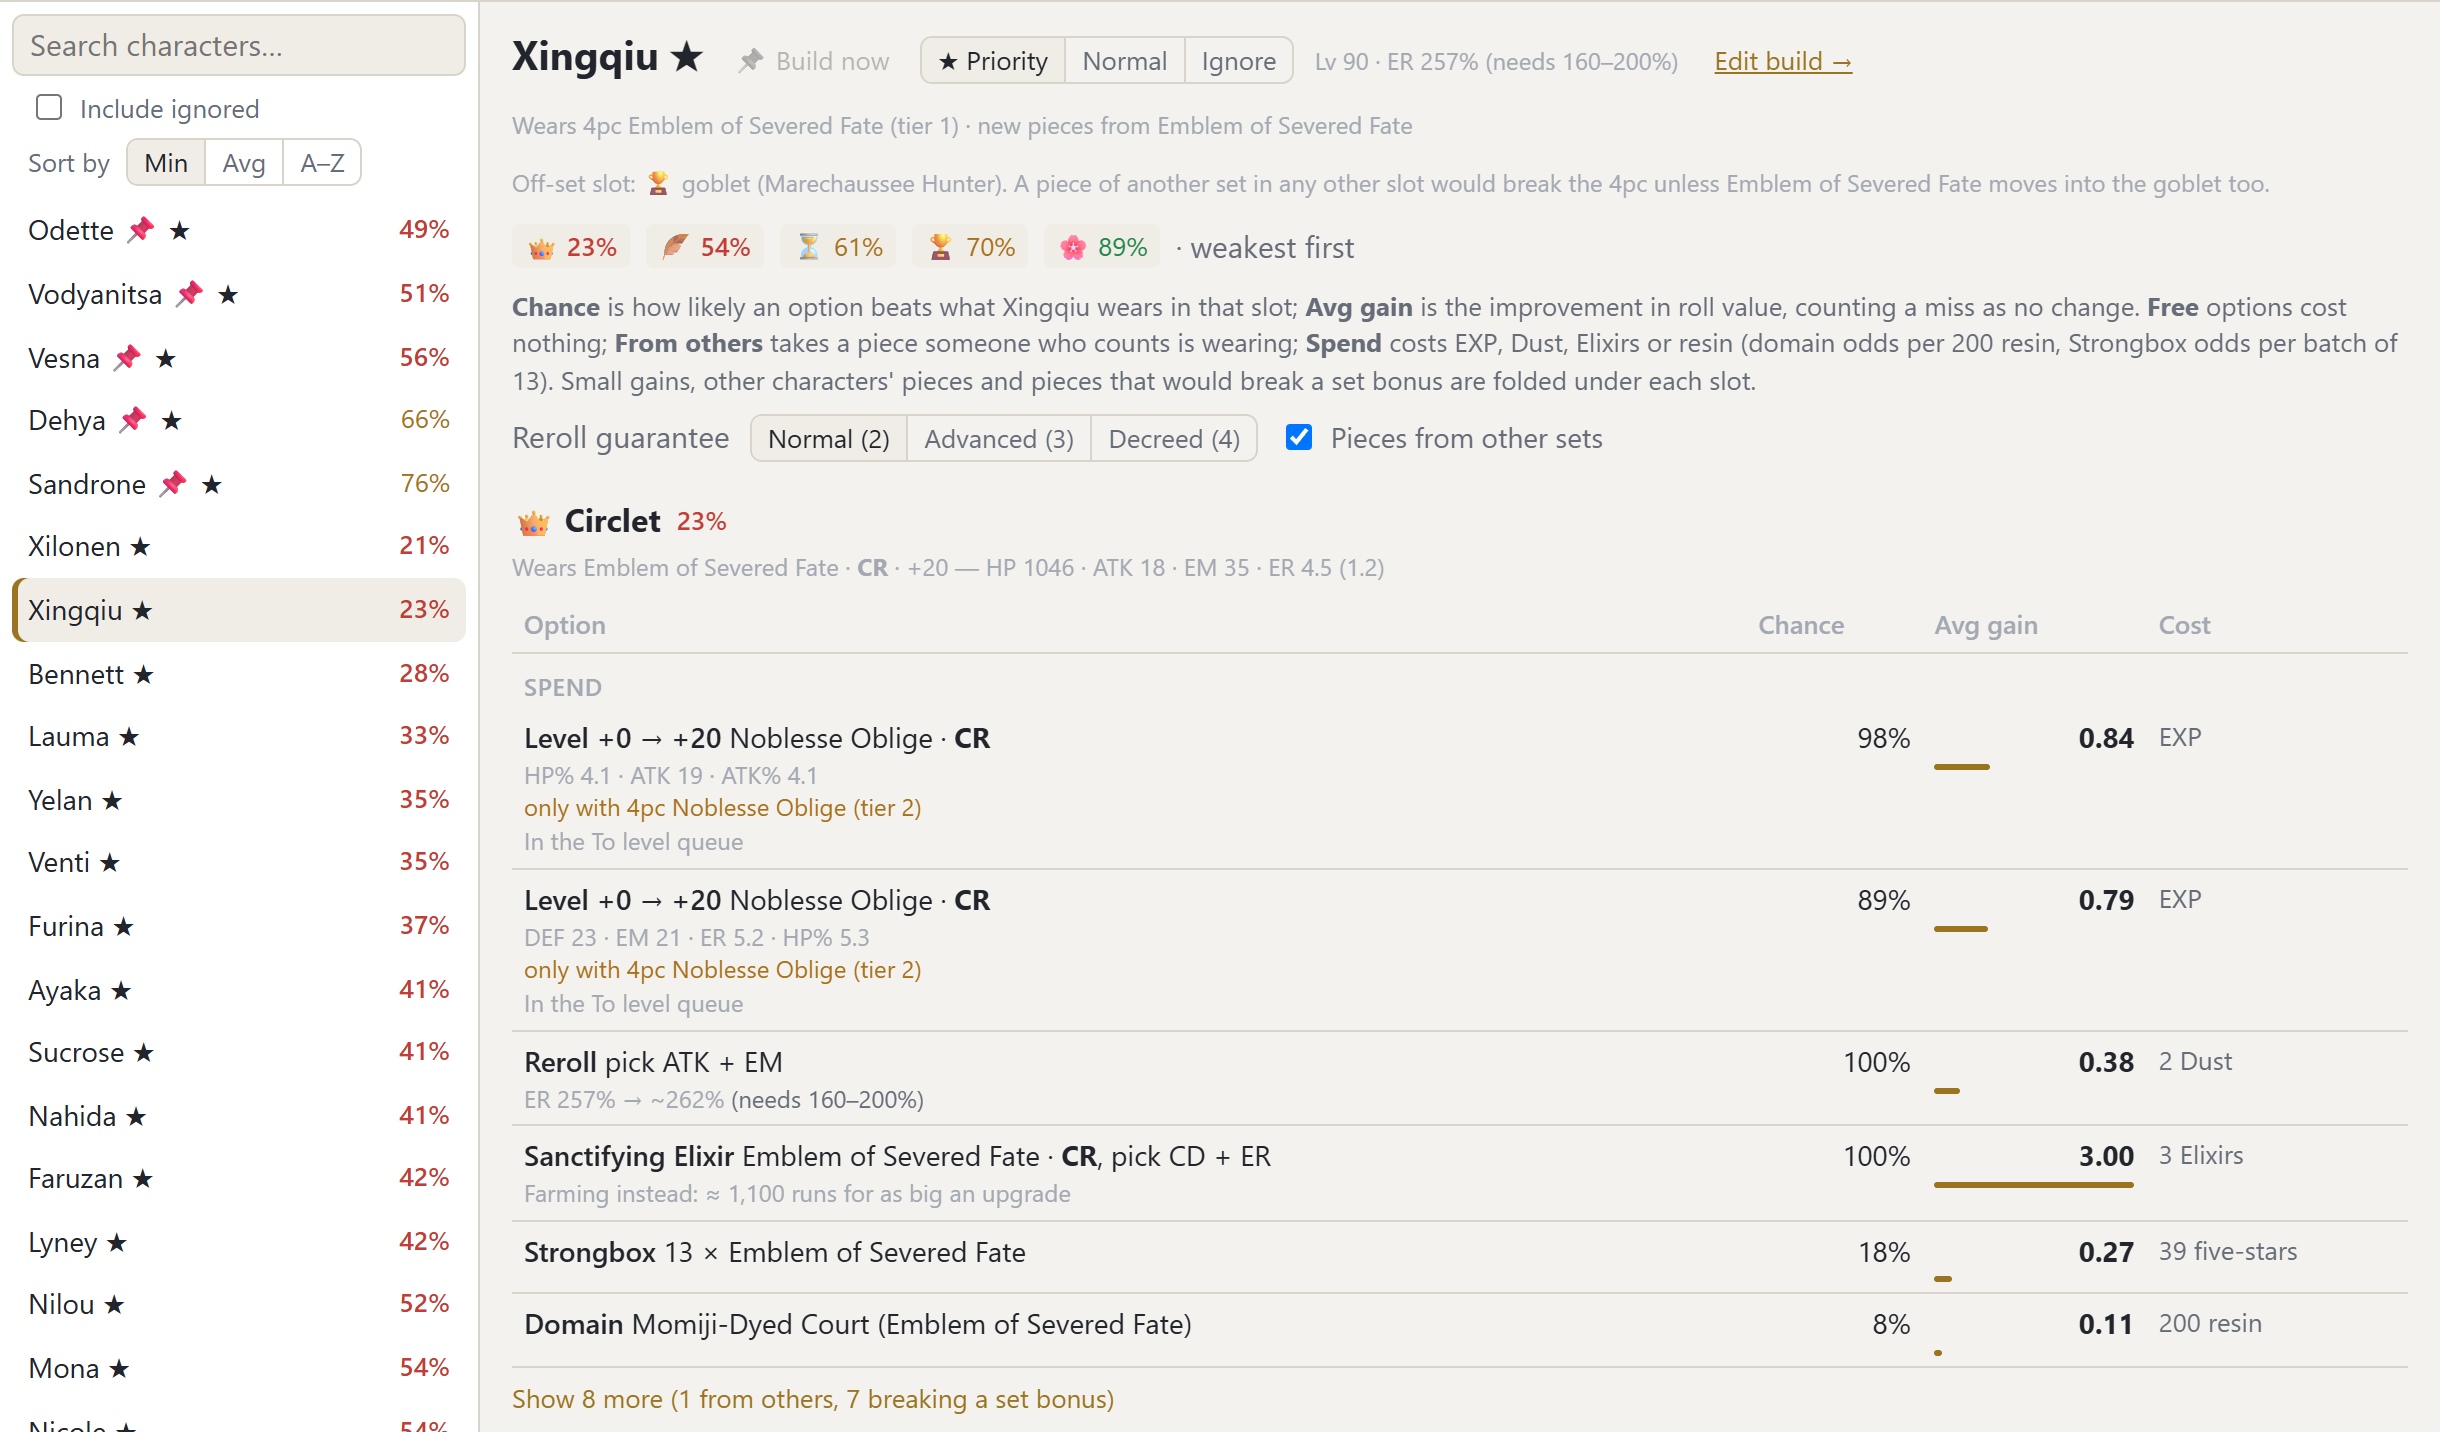 Search characters...
Include ignored
Sort by Min Avg A–Z
Odette ★ 49%
Vodyanitsa ★ 51%
Vesna ★ 56%
Dehya ★ 66%
Sandrone ★ 76%
Xilonen ★ 21%
Xingqiu ★ 23%
Bennett ★ 28%
Lauma ★ 33%
Yelan ★ 35%
Venti ★ 35%
Furina ★ 37%
Ayaka ★ 41%
Sucrose ★ 41%
Nahida ★ 41%
Faruzan ★ 42%
Lyney ★ 42%
Nilou ★ 52%
Mona ★ 54%
Nicole ★ 54%
Xingqiu ★ Build now ★ Priority Normal Ignore Lv 90 · ER 257% (needs 160–200%) Edit build →
Wears 4pc Emblem of Severed Fate (tier 1) · new pieces from Emblem of Severed Fate
Off-set slot: goblet (Marechaussee Hunter). A piece of another set in any other slot would break the 4pc unless Emblem of Severed Fate moves into the goblet too.
23% 54% 61% 70% 89% · weakest first
Chance is how likely an option beats what Xingqiu wears in that slot; Avg gain is the improvement in roll value, counting a miss as no change. Free options cost
nothing; From others takes a piece someone who counts is wearing; Spend costs EXP, Dust, Elixirs or resin (domain odds per 200 resin, Strongbox odds per batch of
13). Small gains, other characters' pieces and pieces that would break a set bonus are folded under each slot.
Reroll guarantee Normal (2) Advanced (3) Decreed (4) Pieces from other sets
Circlet 23%
Wears Emblem of Severed Fate · CR · +20 — HP 1046 · ATK 18 · EM 35 · ER 4.5 (1.2)
Option Chance Avg gain Cost
SPEND
Level +0 → +20 Noblesse Oblige · CR 98% 0.84 EXP
HP% 4.1 · ATK 19 · ATK% 4.1
only with 4pc Noblesse Oblige (tier 2)
In the To level queue
Level +0 → +20 Noblesse Oblige · CR 89% 0.79 EXP
DEF 23 · EM 21 · ER 5.2 · HP% 5.3
only with 4pc Noblesse Oblige (tier 2)
In the To level queue
Reroll pick ATK + EM 100% 0.38 2 Dust
ER 257% → ~262% (needs 160–200%)
Sanctifying Elixir Emblem of Severed Fate · CR, pick CD + ER 100% 3.00 3 Elixirs
Farming instead: ≈ 1,100 runs for as big an upgrade
Strongbox 13 × Emblem of Severed Fate 18% 0.27 39 five-stars
Domain Momiji-Dyed Court (Emblem of Severed Fate) 8% 0.11 200 resin
Show 8 more (1 from others, 7 breaking a set bonus)